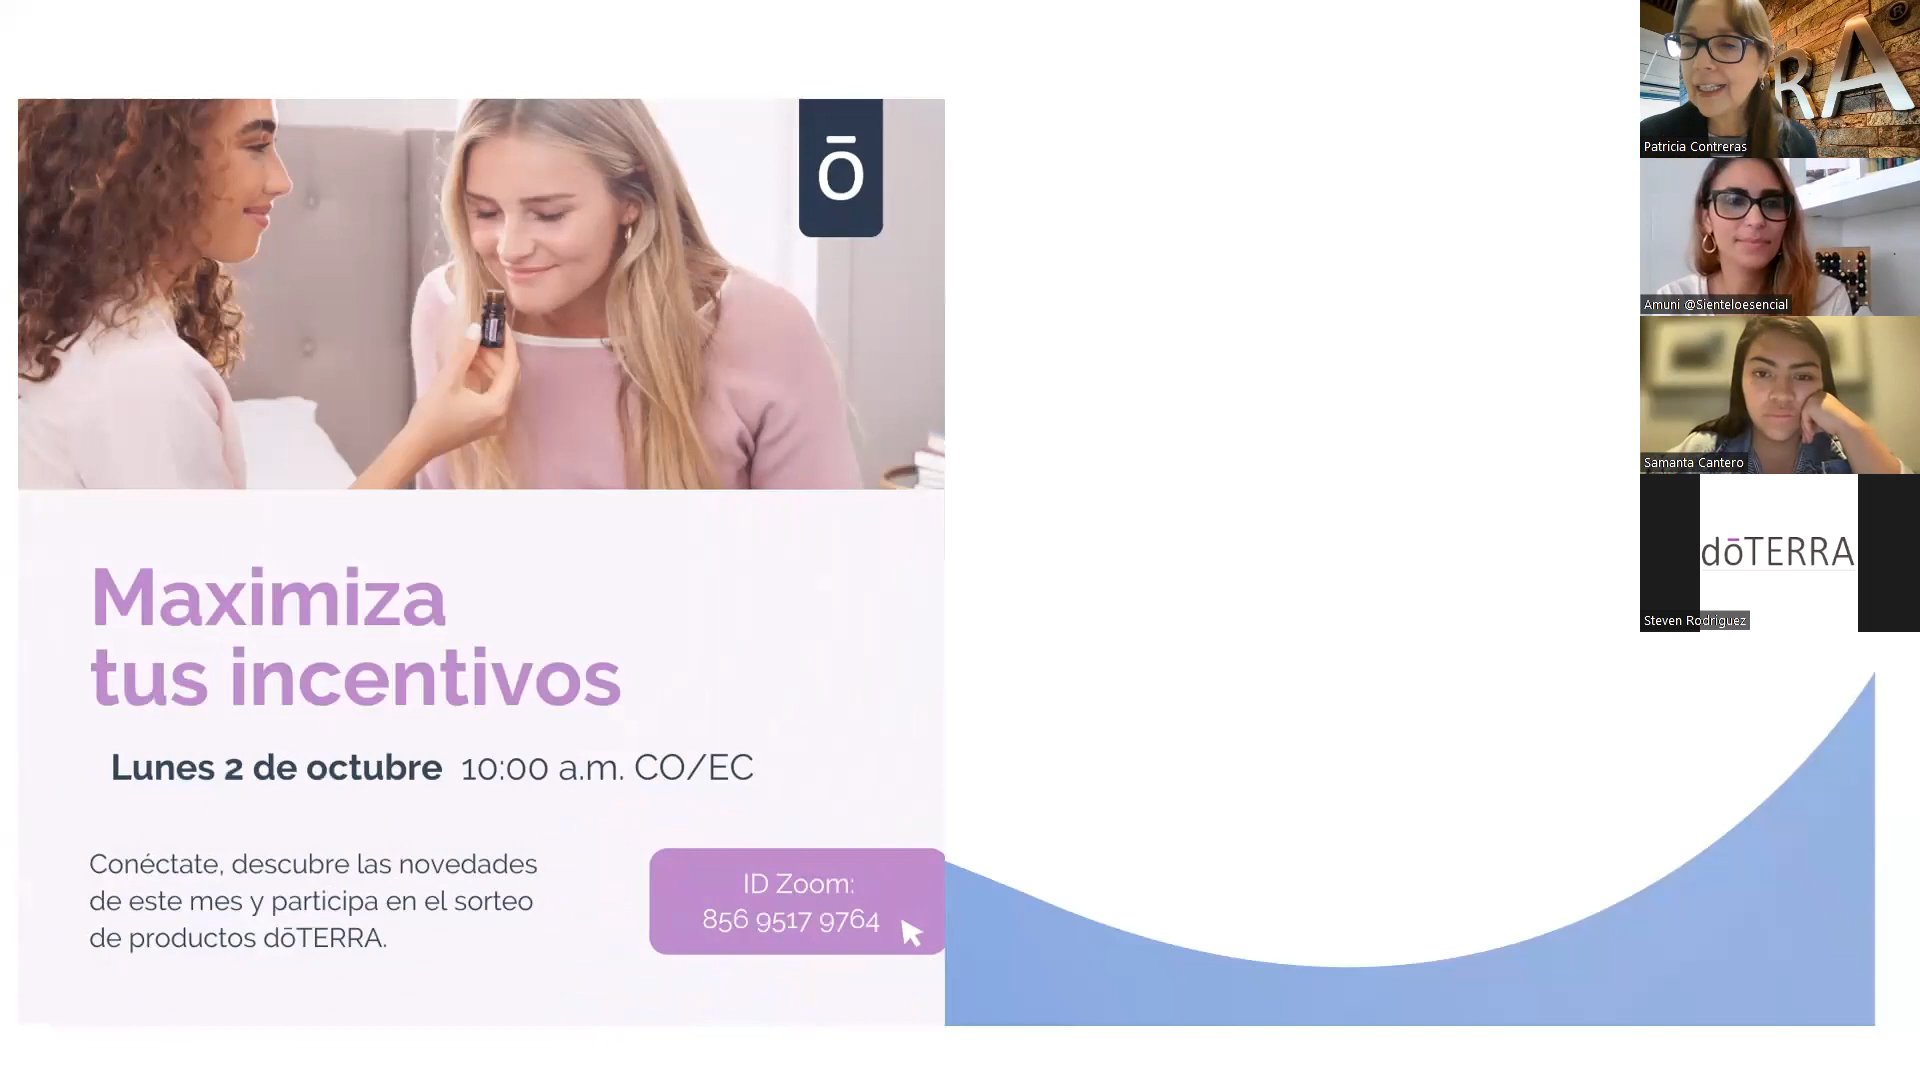 ō
Maximiza
tus incentivos
Lunes 2 de octubre 10:00 a.m. CO/EC
Conéctate, descubre las novedades
de este mes y participa en el sorteo
de productos dōTERRA.
ID Zoom:
856 9517 9764
RA®
Patricia Contreras
Amuni @Sienteloesencial
Samanta Cantero
dōTERRA
Steven Rodriguez